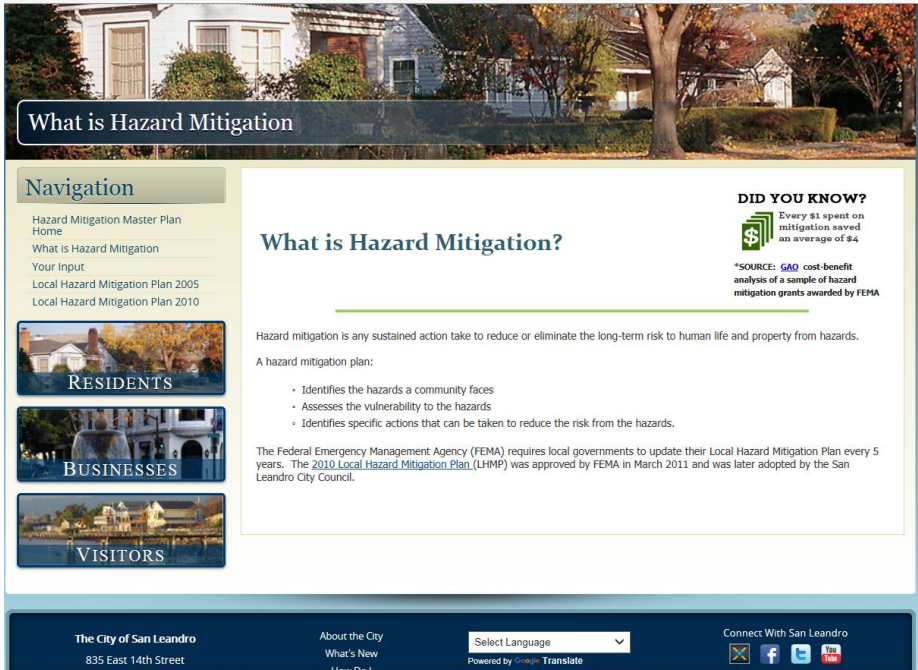 What is Hazard Mitigation
Navigation
Hazard Mitigation Master Plan
Home
What is Hazard Mitigation
Your Input
Local Hazard Mitigation Plan 2005
Local Hazard Mitigation Plan 2010
RESIDENTS
BUSINESSES
VISITORS
What is Hazard Mitigation?
DID YOU KNOW?
Every $1 spent on
mitigation saved
an average of $4
$
*SOURCE: GAO cost-benefit
analysis of a sample of hazard
mitigation grants awarded by FEMA
Hazard mitigation is any sustained action take to reduce or eliminate the long-term risk to human life and property from hazards.
A hazard mitigation plan:
▫ Identifies the hazards a community faces
▫ Assesses the vulnerability to the hazards
▫ Identifies specific actions that can be taken to reduce the risk from the hazards.
The Federal Emergency Management Agency (FEMA) requires local governments to update their Local Hazard Mitigation Plan every 5
years. The 2010 Local Hazard Mitigation Plan (LHMP) was approved by FEMA in March 2011 and was later adopted by the San
Leandro City Council.
The City of San Leandro
835 East 14th Street
About the City
What's New
How Do I
Select Language
Powered by Google Translate
Connect With San Leandro
You
Tube